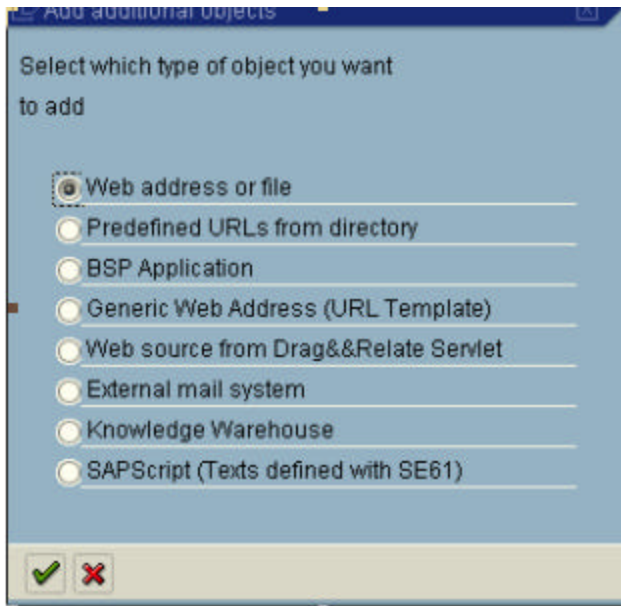 Add additional objects
Select which type of object you want
to add
Web address or file
Predefined URLs from directory
BSP Application
Generic Web Address (URL Template)
Web source from Drag&&Relate Servlet
External mail system
Knowledge Warehouse
SAPScript (Texts defined with SE61)